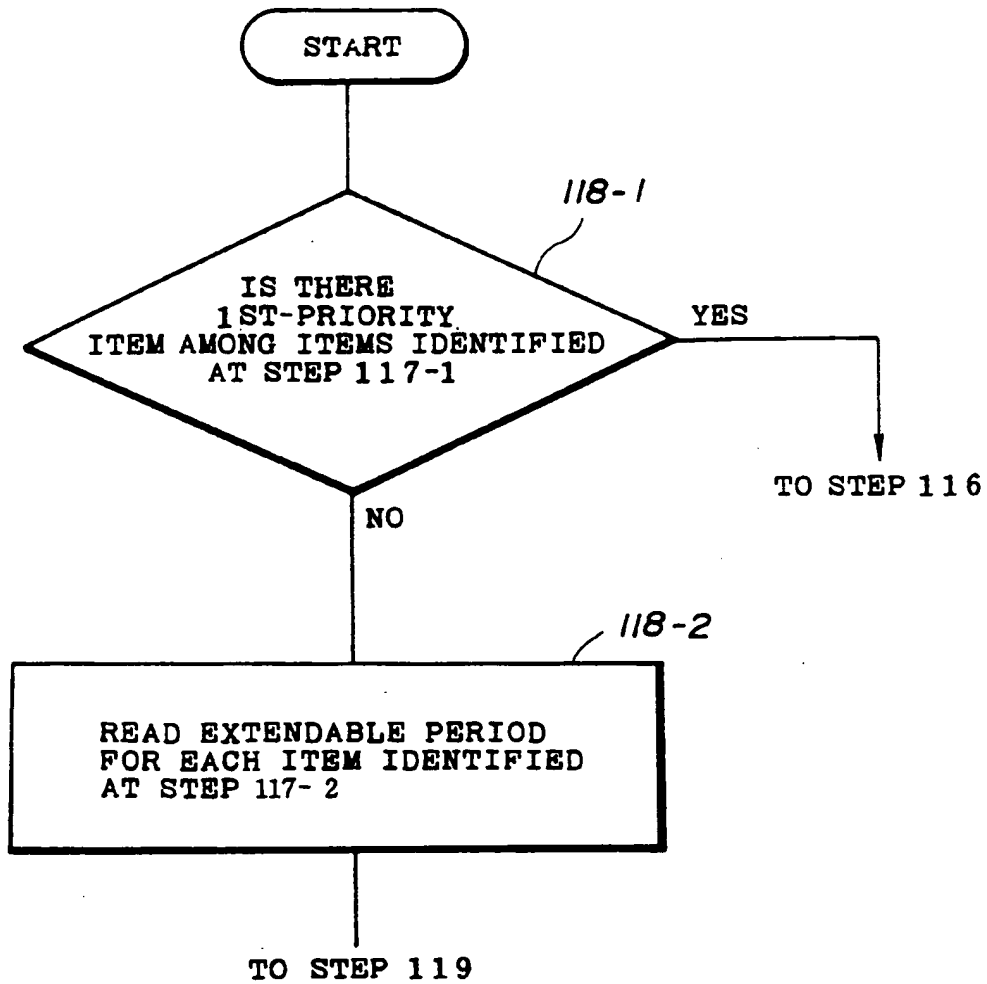 START
118-1
IS THERE
1ST-PRIORITY
ITEM AMONG ITEMS IDENTIFIED
AT STEP 117-1
YES
TO STEP 116
NO
118-2
READ EXTENDABLE PERIOD
FOR EACH ITEM IDENTIFIED
AT STEP 117-2
TO STEP 119